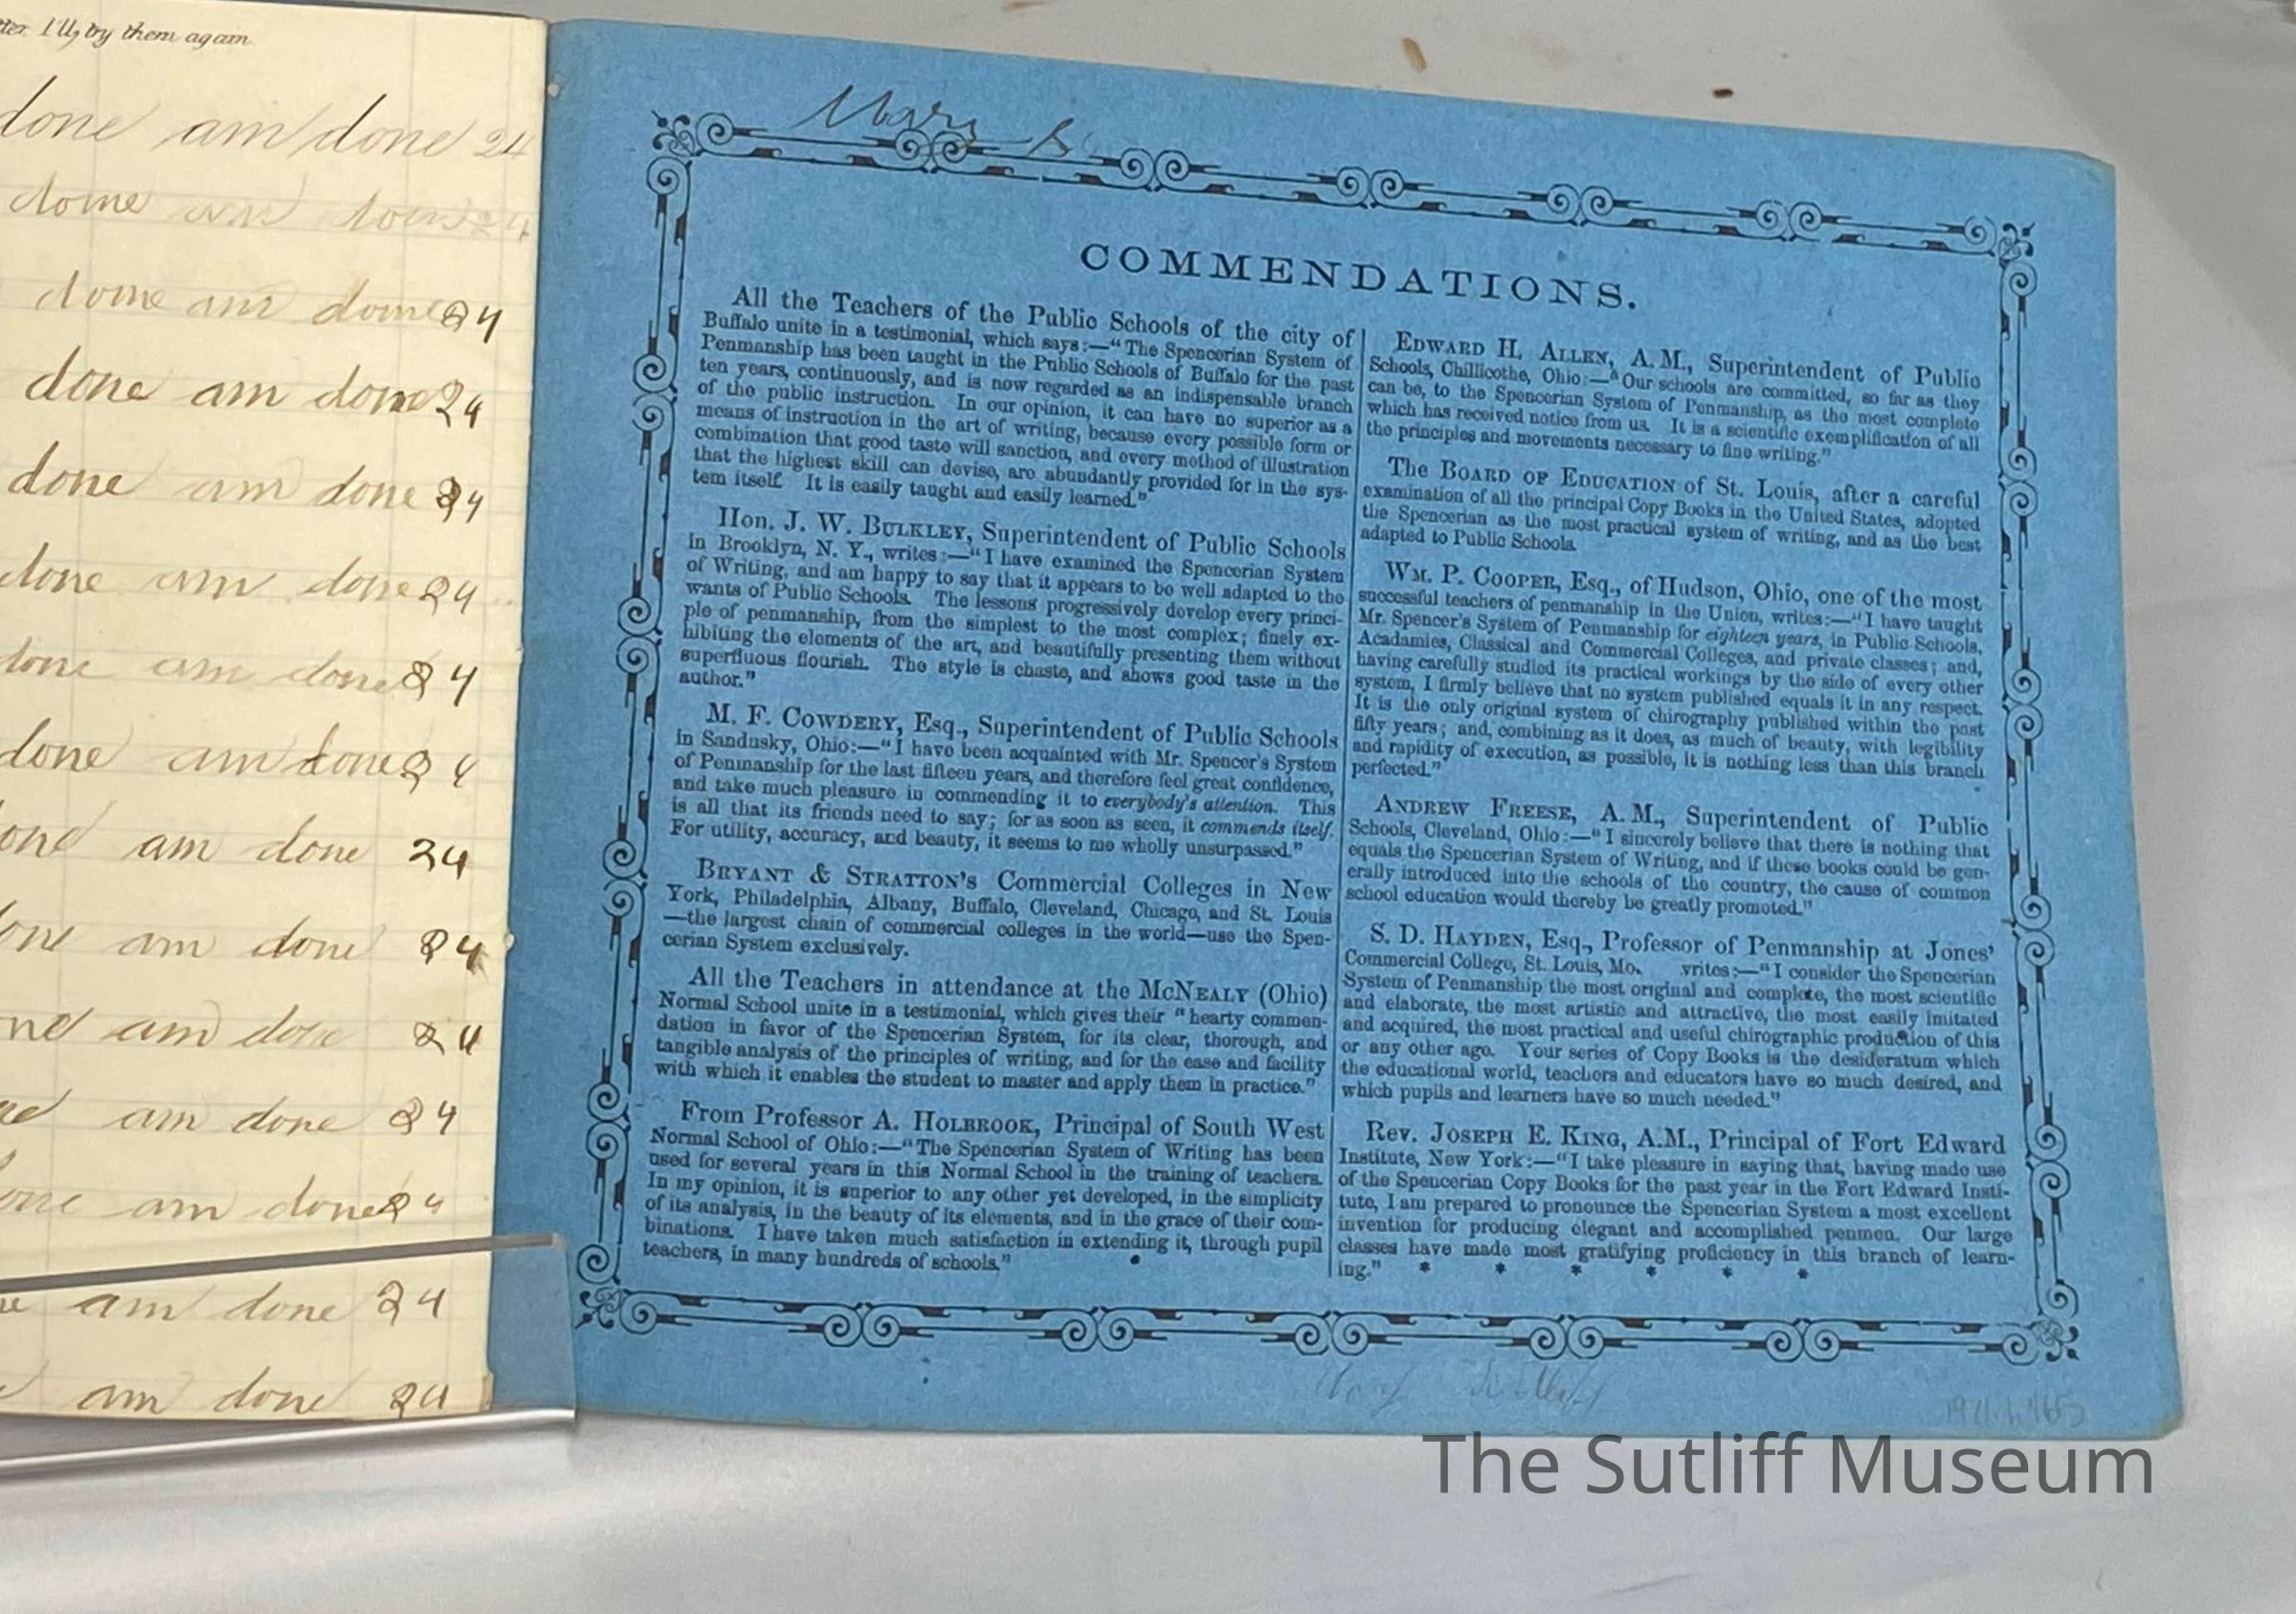 I'll try them again
done am done 24
dome am 24
dome am dome 24
done am dome 24
done am done 24
done am done 24
done am done 24
done am done 24
am done 24
am done 24
am done 24
am done 24
am done 24
am done 24
am done 24
Mary S
COMMENDATIONS.
All the Teachers of the Public Schools of the city of
Buffalo unite in a testimonial, which says:—“The Spencerian System of
Penmanship has been taught in the Public Schools of Buffalo for the past
ten years, continuously, and is now regarded as an indispensable branch
of the public instruction. In our opinion, it can have no superior as a
means of instruction in the art of writing, because every possible form or
combination that good taste will sanction, and every method of illustration
that the highest skill can devise, are abundantly provided for in the sys-
tem itself. It is easily taught and easily learned.”
Hon. J. W. BULKLEY, Superintendent of Public Schools
in Brooklyn, N. Y., writes:—“I have examined the Spencerian System
of Writing, and am happy to say that it appears to be well adapted to the
wants of Public Schools. The lessons progressively develop every princi-
ple of penmanship, from the simplest to the most complex; finely ex-
hibiting the elements of the art, and beautifully presenting them without
superfluous flourish. The style is chaste, and shows good taste in the
author.”
M. F. COWDERY, Esq., Superintendent of Public Schools
in Sandusky, Ohio:—“I have been acquainted with Mr. Spencer's System
of Penmanship for the last fifteen years, and therefore feel great confidence,
and take much pleasure in commending it to everybody's attention. This
is all that its friends need to say; for as soon as seen, it commends itself.
For utility, accuracy, and beauty, it seems to me wholly unsurpassed.”
BRYANT & STRATTON'S Commercial Colleges in New
York, Philadelphia, Albany, Buffalo, Cleveland, Chicago, and St. Louis
—the largest chain of commercial colleges in the world—use the Spen-
cerian System exclusively.
All the Teachers in attendance at the MCNEALY (Ohio)
Normal School unite in a testimonial, which gives their “hearty commen-
dation in favor of the Spencerian System, for its clear, thorough, and
tangible analysis of the principles of writing, and for the ease and facility
with which it enables the student to master and apply them in practice.”
From Professor A. HOLBROOK, Principal of South West
Normal School of Ohio:—“The Spencerian System of Writing has been
used for several years in this Normal School in the training of teachers.
In my opinion, it is superior to any other yet developed, in the simplicity
of its analysis, in the beauty of its elements, and in the grace of their com-
binations. I have taken much satisfaction in extending it, through pupil
teachers, in many hundreds of schools.”
EDWARD H. ALLEN, A.M., Superintendent of Public
Schools, Chillicothe, Ohio:—“Our schools are committed, so far as they
can be, to the Spencerian System of Penmanship, as the most complete
which has received notice from us. It is a scientific exemplification of all
the principles and movements necessary to fine writing.”
The BOARD OF EDUCATION of St. Louis, after a careful
examination of all the principal Copy Books in the United States, adopted
the Spencerian as the most practical system of writing, and as the best
adapted to Public Schools.
WM. P. COOPER, Esq., of Hudson, Ohio, one of the most
successful teachers of penmanship in the Union, writes:—“I have taught
Mr. Spencer's System of Penmanship for eighteen years, in Public Schools,
Acadamies, Classical and Commercial Colleges, and private classes; and,
having carefully studied its practical workings by the side of every other
system, I firmly believe that no system published equals it in any respect.
It is the only original system of chirography published within the past
fifty years; and, combining as it does, as much of beauty, with legibility
and rapidity of execution, as possible, it is nothing less than this branch
perfected.”
ANDREW FREESE, A.M., Superintendent of Public
Schools, Cleveland, Ohio:—“I sincerely believe that there is nothing that
equals the Spencerian System of Writing, and if these books could be gen-
erally introduced into the schools of the country, the cause of common
school education would thereby be greatly promoted.”
S. D. HAYDEN, Esq., Professor of Penmanship at Jones'
Commercial College, St. Louis, Mo. writes:—“I consider the Spencerian
System of Penmanship the most original and complete, the most scientific
and elaborate, the most artistic and attractive, the most easily imitated
and acquired, the most practical and useful chirographic production of this
or any other age. Your series of Copy Books is the desideratum which
the educational world, teachers and educators have so much desired, and
which pupils and learners have so much needed.”
Rev. JOSEPH E. KING, A.M., Principal of Fort Edward
Institute, New York:—“I take pleasure in saying that, having made use
of the Spencerian Copy Books for the past year in the Fort Edward Insti-
tute, I am prepared to pronounce the Spencerian System a most excellent
invention for producing elegant and accomplished penmen. Our large
classes have made most gratifying proficiency in this branch of learn-
ing.” * * * * * *
The Sutliff Museum